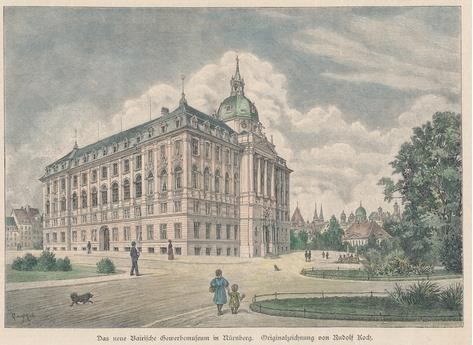 Das neue Bairische Gewerbemuseum in Nürnberg. Originalzeichnung von Rudolf Koch.